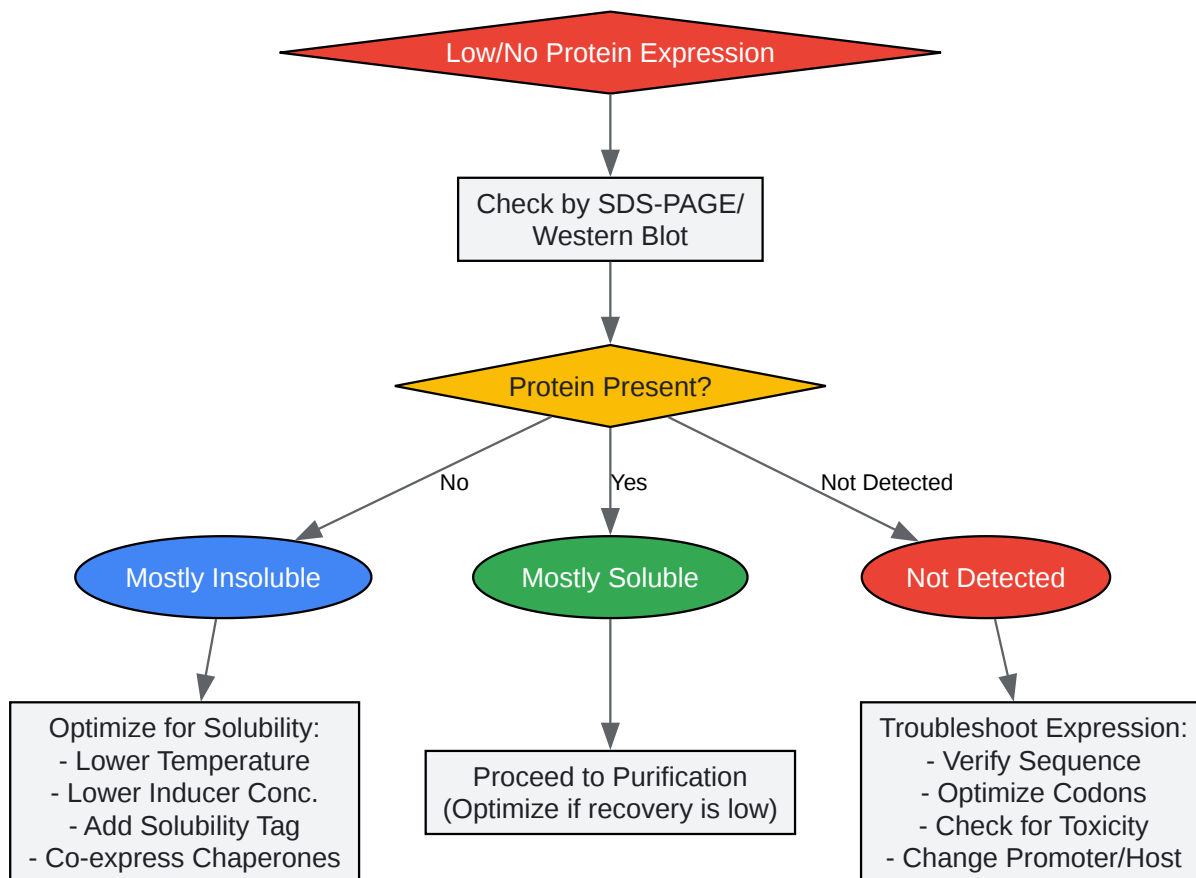 Low/No Protein Expression
Check by SDS-PAGE/
Western Blot
Protein Present?
No
Yes
Not Detected
Mostly Insoluble
Mostly Soluble
Not Detected
Optimize for Solubility:
- Lower Temperature
- Lower Inducer Conc.
- Add Solubility Tag
- Co-express Chaperones
Proceed to Purification
(Optimize if recovery is low)
Troubleshoot Expression:
- Verify Sequence
- Optimize Codons
- Check for Toxicity
- Change Promoter/Host